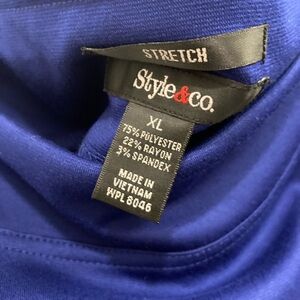 STRETCH
Style&co.
XL
75% POLYESTER
22% RAYON
3% SPANDEX
MADE IN
VIETNAM
WPL 8046